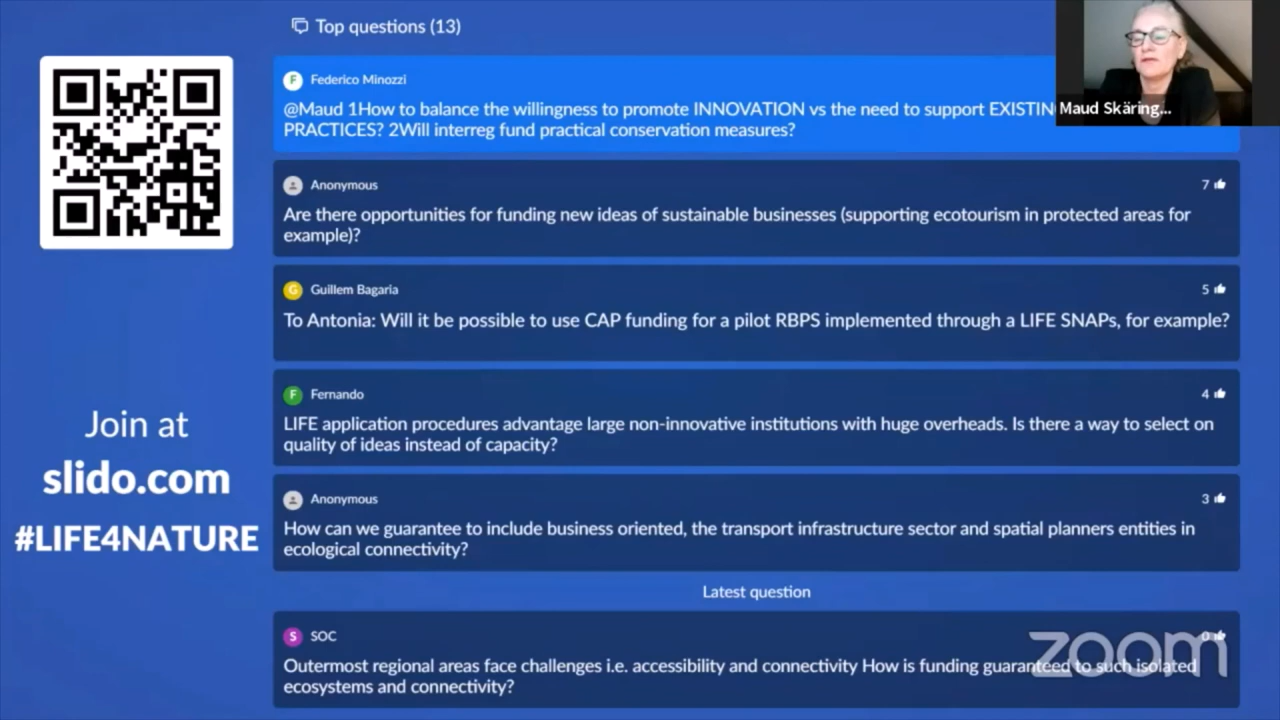 Top questions (13)
F Federico Minozzi
@Maud 1How to balance the willingness to promote INNOVATION vs the need to support
PRACTICES? 2Will interreg fund practical conservation measures?
Maud Skäring...
Anonymous 7
Are there opportunities for funding new ideas of sustainable businesses (supporting ecotourism in protected areas for
example)?
G Guillem Bagaria 5
To Antonia: Will it be possible to use CAP funding for a pilot RBPS implemented through a LIFE SNAPs, for example?
F Fernando 4
LIFE application procedures advantage large non-innovative institutions with huge overheads. Is there a way to select on
quality of ideas instead of capacity?
Anonymous 3
How can we guarantee to include business oriented, the transport infrastructure sector and spatial planners entities in
ecological connectivity?
Latest question
S SOC 0
Outermost regional areas face challenges i.e. accessibility and connectivity How is funding guaranteed to such isolated
ecosystems and connectivity?
Join at
slido.com
#LIFE4NATURE
zoom